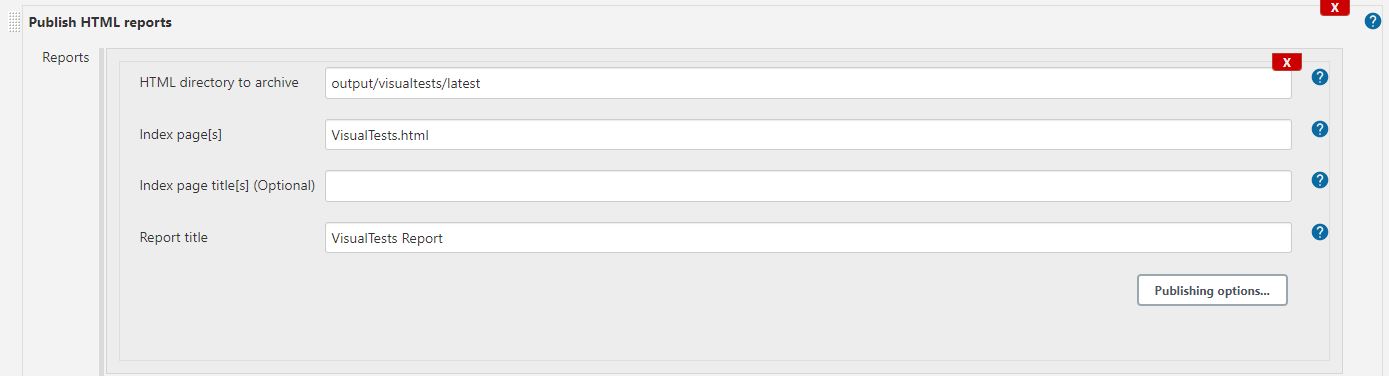 X
Publish HTML reports
?
Reports
X
HTML directory to archive output/visualtests/latest ?
Index page[s] VisualTests.html ?
Index page title[s] (Optional) ?
Report title VisualTests Report ?
Publishing options...